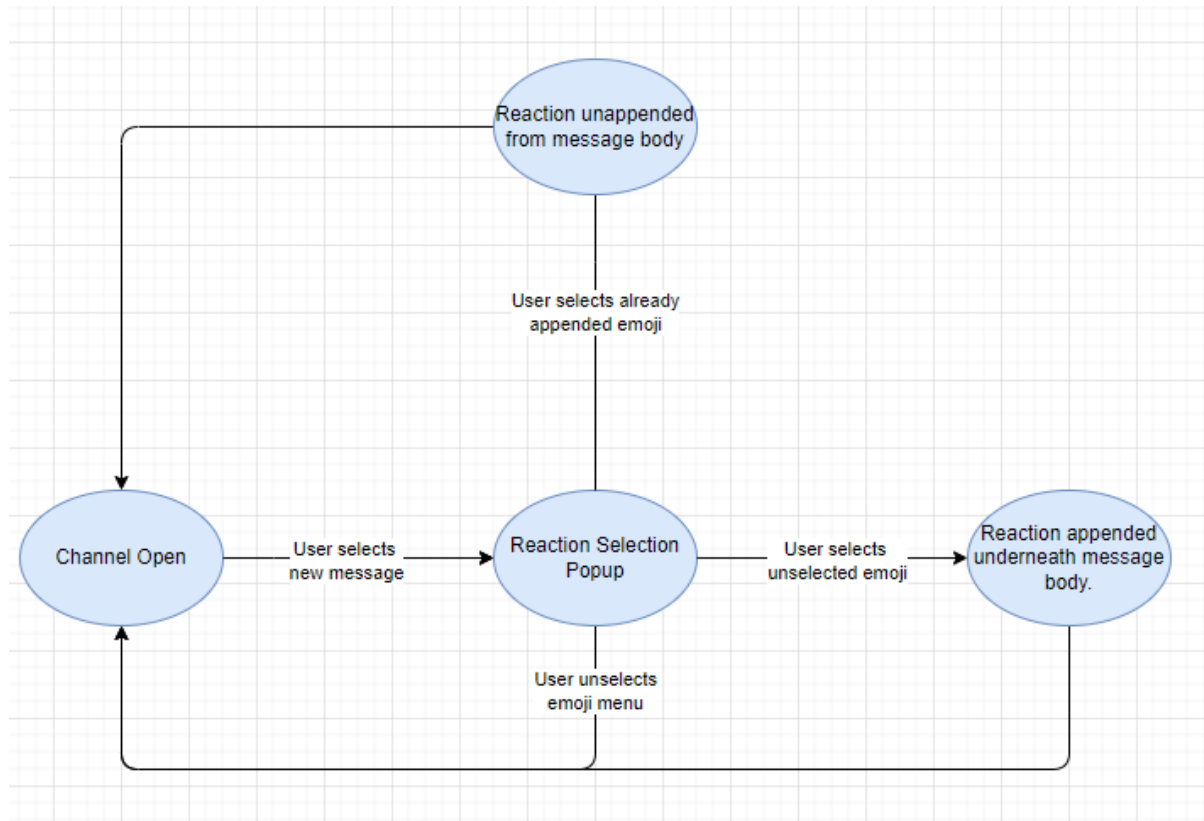 Reaction unappended
from message body
User selects already
appended emoji
Channel Open
User selects
new message
Reaction Selection
Popup
User selects
unselected emoji
Reaction appended
underneath message
body.
User unselects
emoji menu